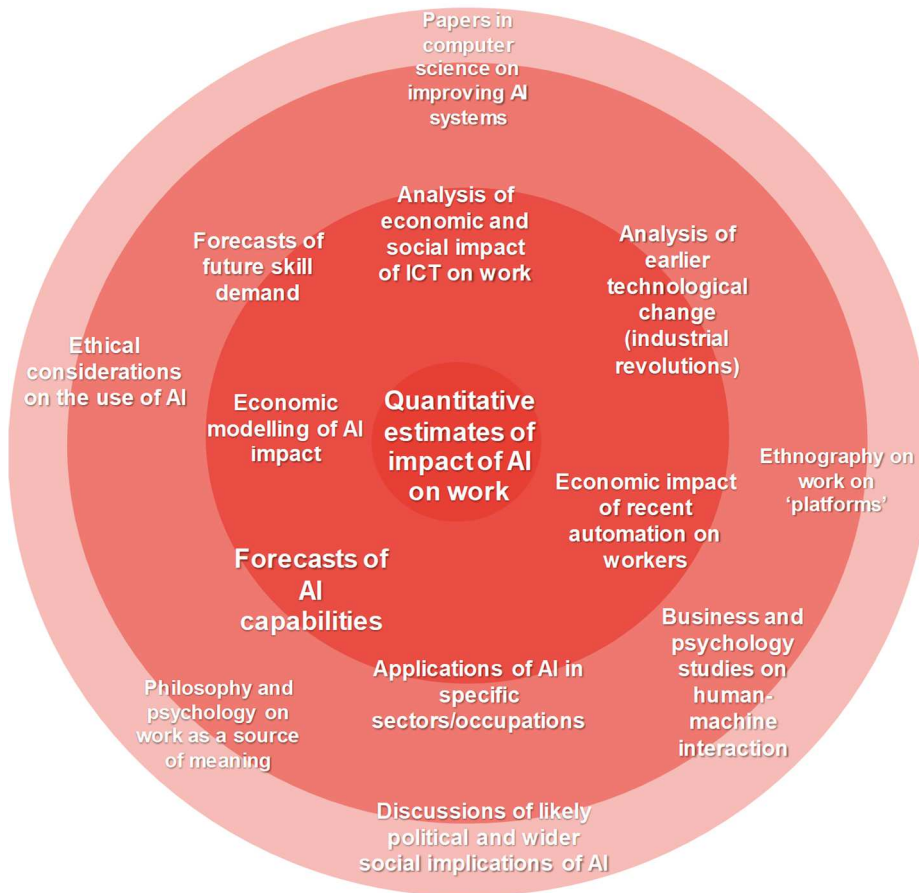 Papers in
computer
science on
improving AI
systems
Analysis of
economic and
social impact
of ICT on work
Forecasts of
future skill
demand
Analysis of
earlier
technological
change
(industrial
revolutions)
Ethical
considerations
on the use of AI
Economic
modelling of AI
impact
Quantitative
estimates of
impact of AI
on work
Ethnography on
work on
‘platforms’
Economic impact
of recent
automation on
workers
Forecasts of
AI
capabilities
Business and
psychology
studies on
human-
machine
interaction
Applications of AI in
specific
sectors/occupations
Philosophy and
psychology on
work as a source
of meaning
Discussions of likely
political and wider
social implications of AI